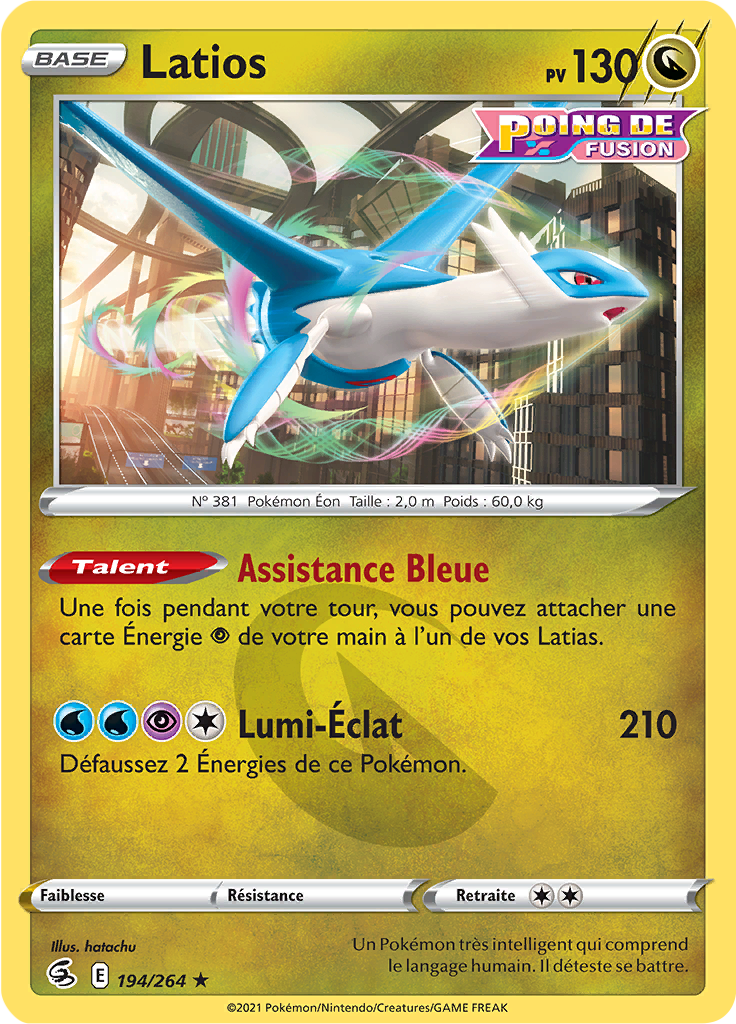 BASE Latios PV 130
POING DE
FUSION
N° 381 Pokémon Éon Taille : 2,0 m Poids : 60,0 kg
Talent Assistance Bleue
Une fois pendant votre tour, vous pouvez attacher une
carte Énergie de votre main à l’un de vos Latias.
Lumi-Éclat 210
Défaussez 2 Énergies de ce Pokémon.
Faiblesse Résistance Retraite
Illus. hatachu
Un Pokémon très intelligent qui comprend
le langage humain. Il déteste se battre.
E 194/264 ★
©2021 Pokémon/Nintendo/Creatures/GAME FREAK